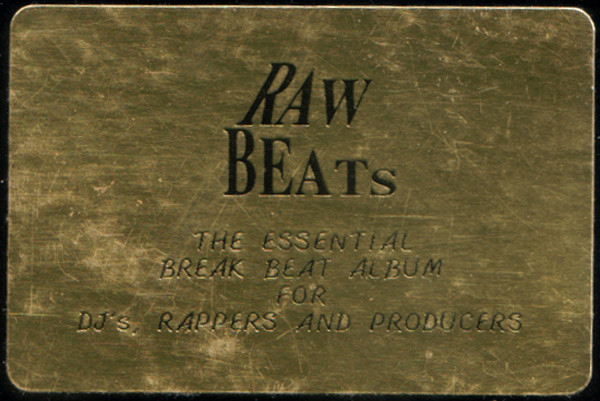 RAW
BEATS
THE ESSENTIAL
BREAK BEAT ALBUM
FOR
DJ's, RAPPERS AND PRODUCERS